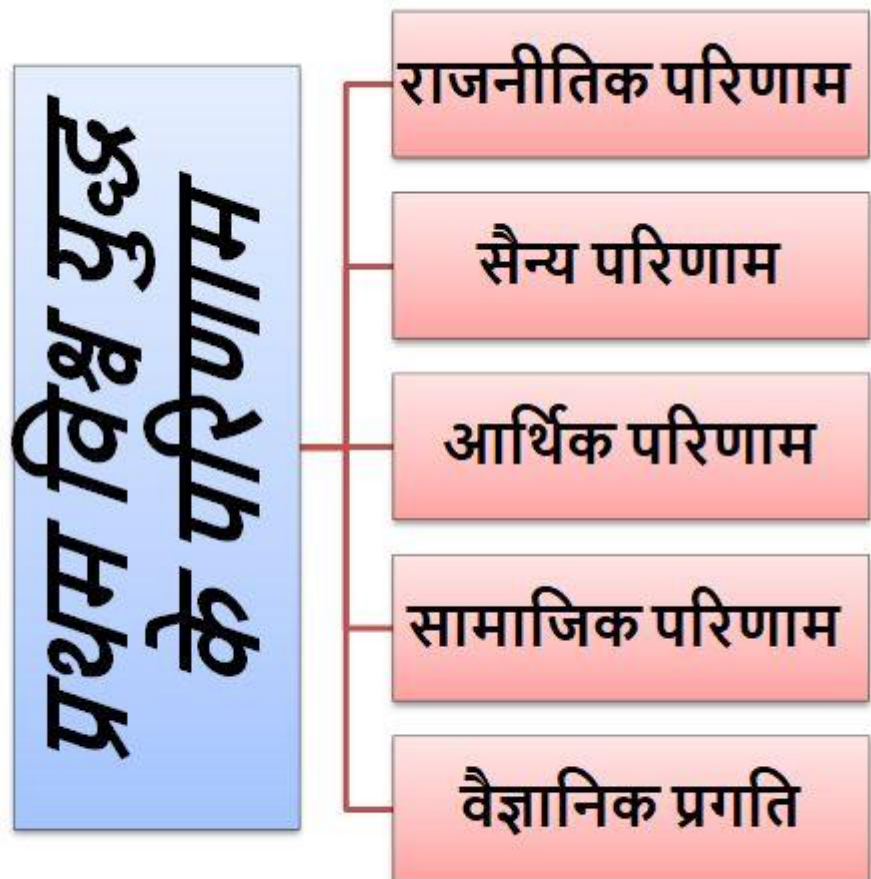 प्रथम विश्व युद्ध
के परिणाम
राजनीतिक परिणाम
सैन्य परिणाम
आर्थिक परिणाम
सामाजिक परिणाम
वैज्ञानिक प्रगति